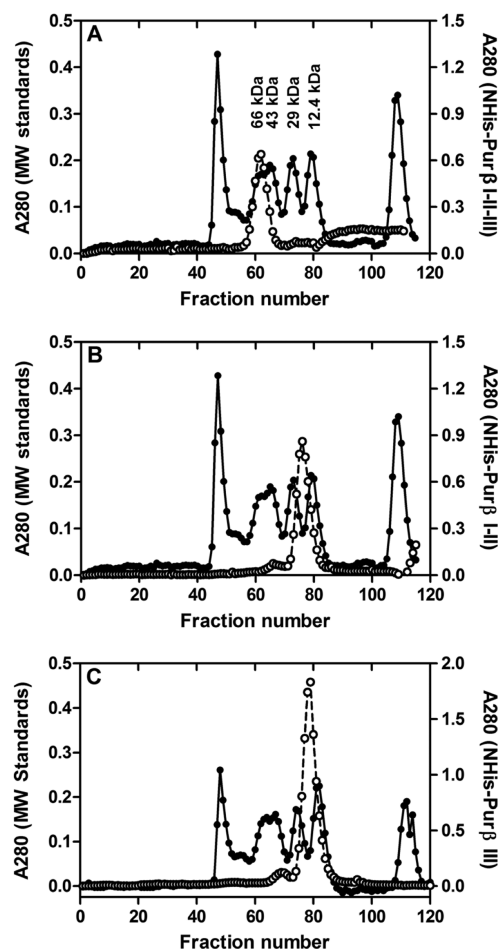 A
0.5
0.4
0.3
0.2
0.1
0.0
A280 (MW standards)
66 kDa
43 kDa
29 kDa
12.4 kDa
1.5
1.2
0.9
0.6
0.3
0.0
A280 (NHis-Purβ I-II-III)
0 20 40 60 80 100 120
Fraction number
B
0.5
0.4
0.3
0.2
0.1
0.0
A280 (MW standards)
1.5
1.2
0.9
0.6
0.3
0.0
A280 (NHis-Purβ I-II)
0 20 40 60 80 100 120
Fraction number
C
0.5
0.4
0.3
0.2
0.1
0.0
A280 (MW Standards)
2.0
1.5
1.0
0.5
0.0
A280 (NHis-Purβ III)
0 20 40 60 80 100 120
Fraction number